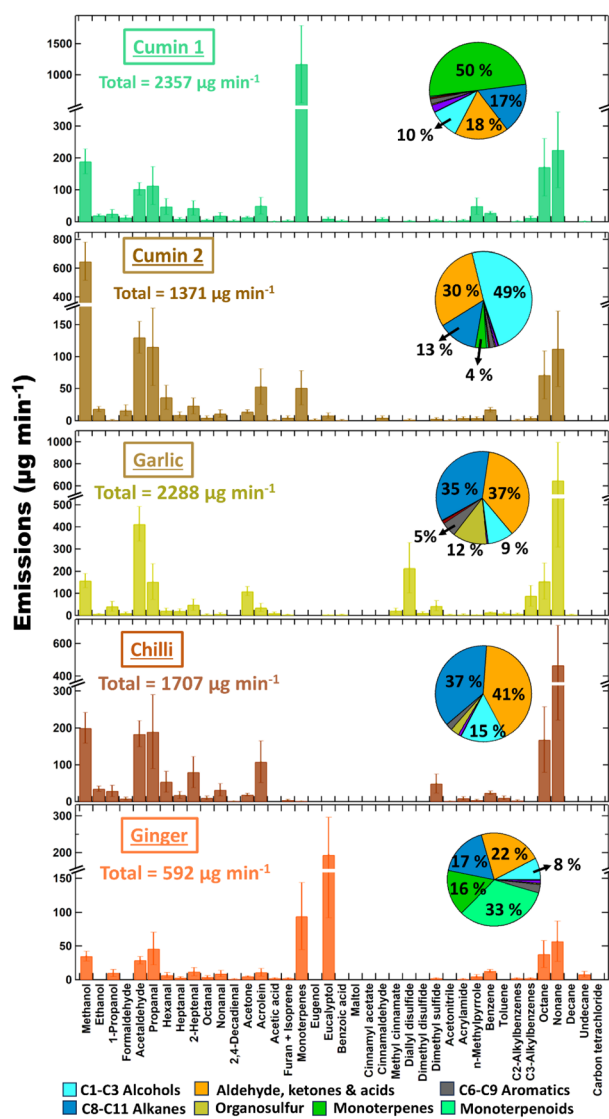 Emissions (µg min⁻¹)
Cumin 1
Total = 2357 µg min⁻¹
1500
1000
300
200
100
0
50 %
17%
18 %
10 %
Cumin 2
Total = 1371 µg min⁻¹
800
600
400
150
100
50
0
30 %
49%
13 %
4 %
Garlic
Total = 2288 µg min⁻¹
1000
800
600
500
400
300
200
100
0
35 %
37%
5%
12 %
9 %
Chilli
Total = 1707 µg min⁻¹
600
400
300
200
100
0
37 %
41%
15 %
Ginger
Total = 592 µg min⁻¹
300
200
150
100
50
0
17 %
22 %
8 %
16 %
33 %
Methanol
Ethanol
1-Propanol
Formaldehyde
Acetaldehyde
Propanal
Hexanal
Heptanal
2-Heptenal
Octanal
Nonanal
2,4-Decadienal
Acetone
Acrolein
Acetic acid
Furan + Isoprene
Monoterpenes
Eugenol
Eucalyptol
Benzoic acid
Maltol
Cinnamyl acetate
Cinnamaldehyde
Methyl cinnamate
Diallyl disulfide
Dimethyl disulfide
Dimethyl sulfide
Acetonitrile
Acrylamide
n-Methylpyrrole
Benzene
Toluene
C2-Alkylbenzenes
C3-Alkylbenzenes
Octane
Nonane
Decane
Undecane
Carbon tetrachloride
C1-C3 Alcohols
Aldehyde, ketones & acids
C6-C9 Aromatics
C8-C11 Alkanes
Organosulfur
Monoterpenes
Monoterpenoids